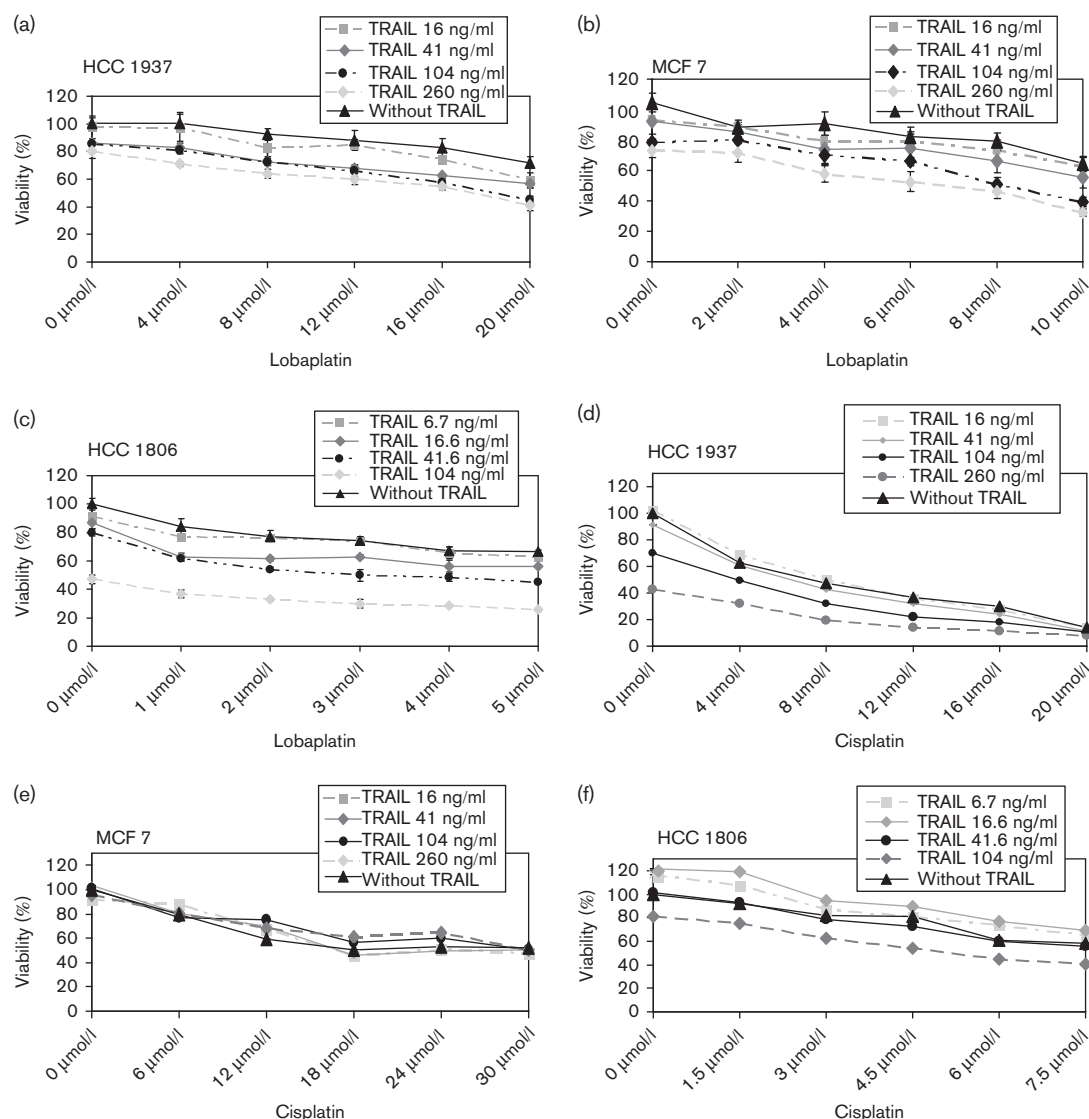 (a)
TRAIL 16 ng/ml
TRAIL 41 ng/ml
TRAIL 104 ng/ml
TRAIL 260 ng/ml
Without TRAIL
HCC 1937
Viability (%)
120
100
80
60
40
20
0
0 μmol/l
4 μmol/l
8 μmol/l
12 μmol/l
16 μmol/l
20 μmol/l
Lobaplatin
(b)
TRAIL 16 ng/ml
TRAIL 41 ng/ml
TRAIL 104 ng/ml
TRAIL 260 ng/ml
Without TRAIL
MCF 7
Viability (%)
120
100
80
60
40
20
0
0 μmol/l
2 μmol/l
4 μmol/l
6 μmol/l
8 μmol/l
10 μmol/l
Lobaplatin
(c)
TRAIL 6.7 ng/ml
TRAIL 16.6 ng/ml
TRAIL 41.6 ng/ml
TRAIL 104 ng/ml
Without TRAIL
HCC 1806
Viability (%)
120
100
80
60
40
20
0
0 μmol/l
1 μmol/l
2 μmol/l
3 μmol/l
4 μmol/l
5 μmol/l
Lobaplatin
(d)
TRAIL 16 ng/ml
TRAIL 41 ng/ml
TRAIL 104 ng/ml
TRAIL 260 ng/ml
Without TRAIL
HCC 1937
Viability (%)
120
100
80
60
40
20
0
0 μmol/l
4 μmol/l
8 μmol/l
12 μmol/l
16 μmol/l
20 μmol/l
Cisplatin
(e)
TRAIL 16 ng/ml
TRAIL 41 ng/ml
TRAIL 104 ng/ml
TRAIL 260 ng/ml
Without TRAIL
MCF 7
Viability (%)
120
100
80
60
40
20
0
0 μmol/l
6 μmol/l
12 μmol/l
18 μmol/l
24 μmol/l
30 μmol/l
Cisplatin
(f)
TRAIL 6.7 ng/ml
TRAIL 16.6 ng/ml
TRAIL 41.6 ng/ml
TRAIL 104 ng/ml
Without TRAIL
HCC 1806
Viability (%)
120
100
80
60
40
20
0
0 μmol/l
1.5 μmol/l
3 μmol/l
4.5 μmol/l
6 μmol/l
7.5 μmol/l
Cisplatin